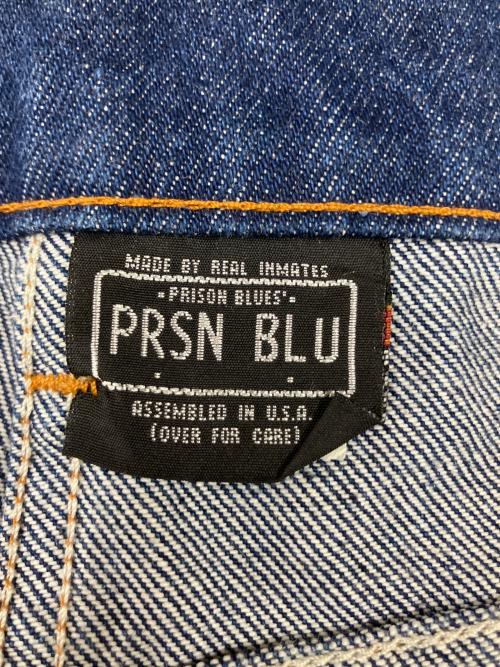 MADE BY REAL INMATES
·PRISON BLUES'·
PRSN BLU
ASSEMBLED IN U.S.A.
(OVER FOR CARE)